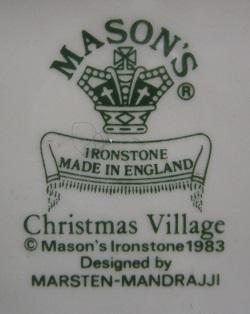 MASON'S
®
IRONSTONE
MADE IN ENGLAND
Christmas Village
© Mason's Ironstone 1983
Designed by
MARSTEN-MANDRAJJI